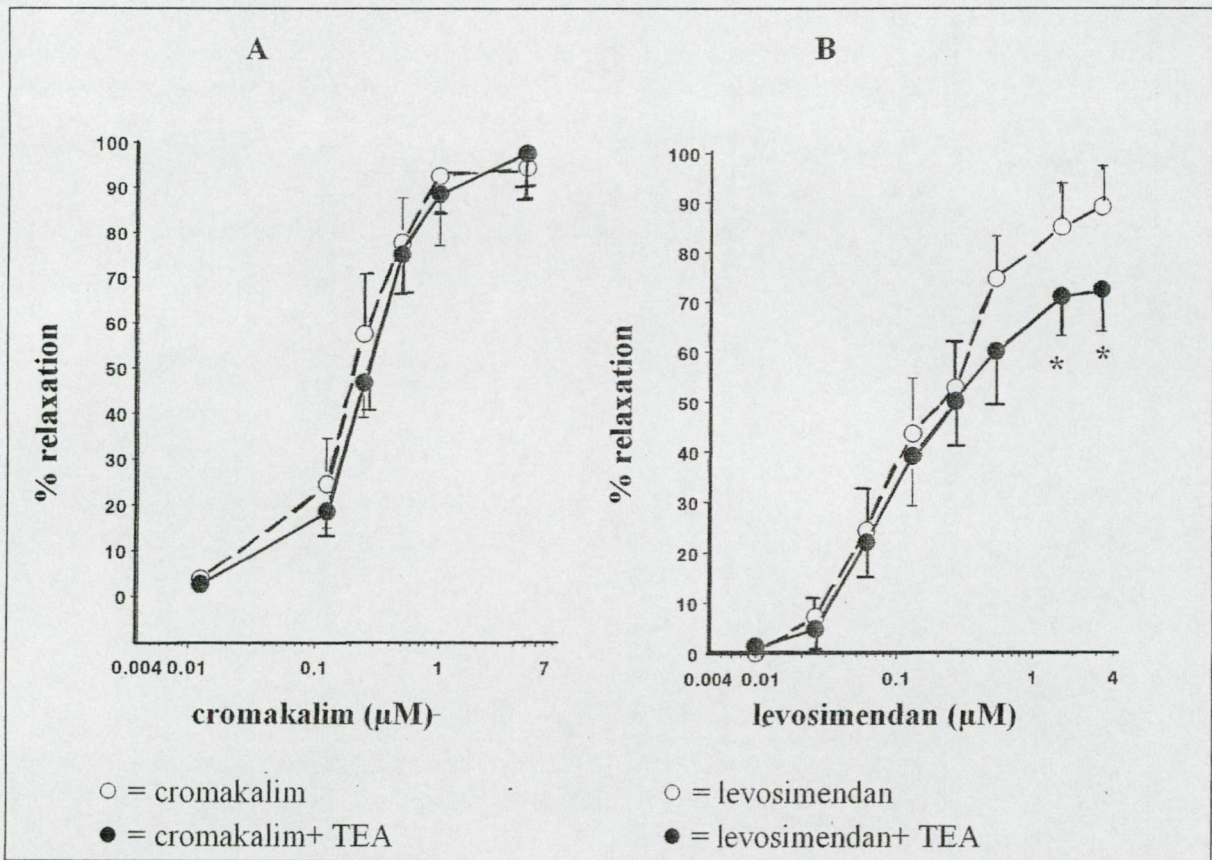 A
B
100
90
80
70
60
50
40
30
20
10
0
% relaxation
0.004 0.01 0.1 1 7
cromakalim (μM)
100
90
80
70
60
50
40
30
20
10
0
% relaxation
* *
0.004 0.01 0.1 1 4
levosimendan (μM)
○ = cromakalim
● = cromakalim+ TEA
○ = levosimendan
● = levosimendan+ TEA